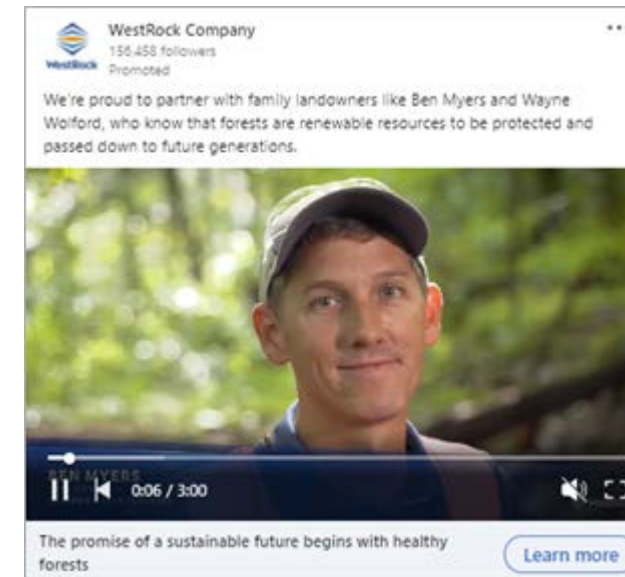 WestRock Company
156,458 followers
WestRock
Promoted
We're proud to partner with family landowners like Ben Myers and Wayne
Wolford, who know that forests are renewable resources to be protected and
passed down to future generations.
BEN MYERS
0:06 / 3:00
The promise of a sustainable future begins with healthy
forests
Learn more